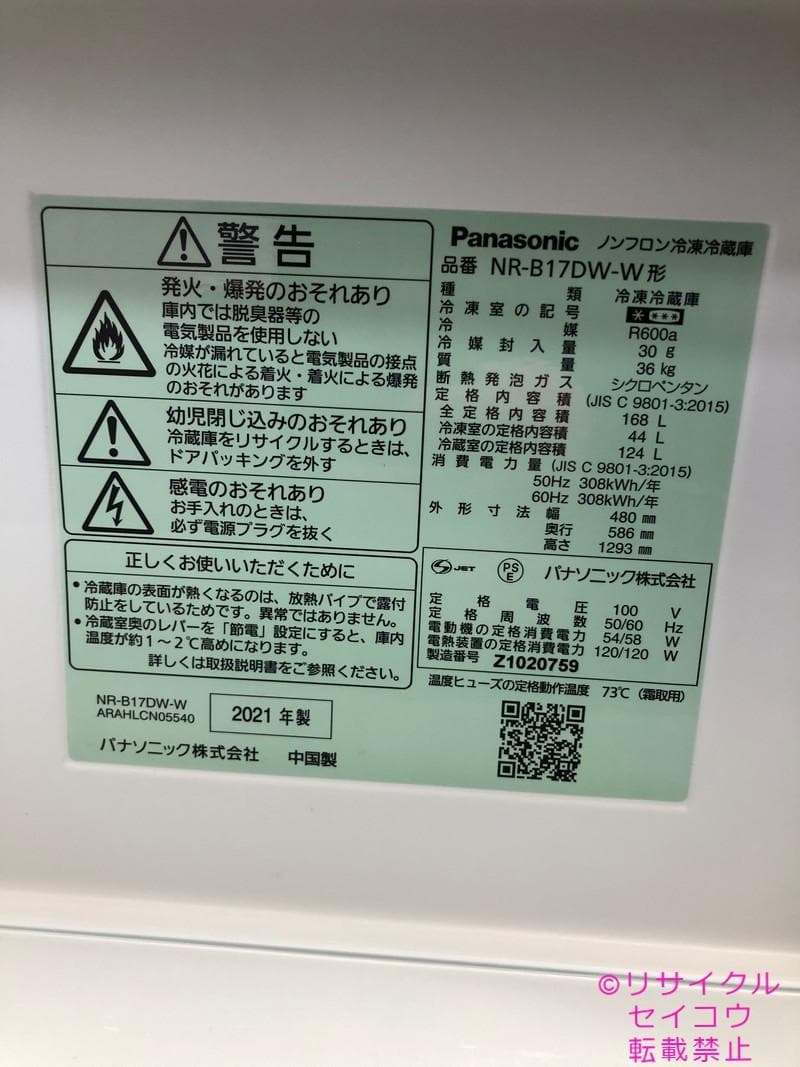 警告
発火・爆発のおそれあり
庫内では脱臭器等の
電気製品を使用しない
冷媒が漏れていると電気製品の接点
の火花による着火・着火による爆発
のおそれがあります
幼児閉じ込みのおそれあり
冷蔵庫をリサイクルするときは、
ドアパッキングを外す
感電のおそれあり
お手入れのときは、
必ず電源プラグを抜く
正しくお使いいただくために
・冷蔵庫の表面が熱くなるのは、放熱パイプで露付
防止をしているためです。異常ではありません。
・冷蔵室奥のレバーを「節電」設定にすると、庫内
温度が約1～2℃高めになります。
詳しくは取扱説明書をご参照ください。
NR-B17DW-W
ARAHLCN05540
2021年製
パナソニック株式会社 中国製
Panasonic ノンフロン冷凍冷蔵庫
品番 NR-B17DW-W形
種類 冷凍冷蔵庫
冷凍室の記号 * ***
冷媒 R600a
冷媒封入量 30 g
質量 36 kg
断熱発泡ガス シクロペンタン
定格内容積 (JIS C 9801-3:2015)
全定格内容積 168 L
冷凍室の定格内容積 44 L
冷蔵室の定格内容積 124 L
消費電力量 (JIS C 9801-3:2015)
50Hz 308kWh/年
60Hz 308kWh/年
外形寸法 幅 480 mm
奥行 586 mm
高さ 1293 mm
JET PS E パナソニック株式会社
定格電圧 100 V
定格周波数 50/60 Hz
電動機の定格消費電力 54/58 W
電熱装置の定格消費電力 120/120 W
製造番号 Z1020759
温度ヒューズの定格動作温度 73℃ (霜取用)
©リサイクル
セイコウ
転載禁止